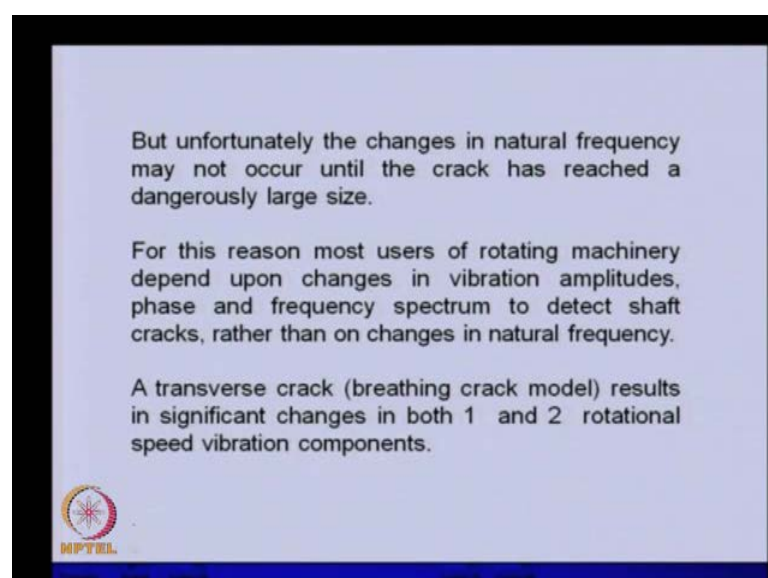 But unfortunately the changes in natural frequency
may not occur until the crack has reached a
dangerously large size.
For this reason most users of rotating machinery
depend upon changes in vibration amplitudes,
phase and frequency spectrum to detect shaft
cracks, rather than on changes in natural frequency.
A transverse crack (breathing crack model) results
in significant changes in both 1 and 2 rotational
speed vibration components.
NPTEL